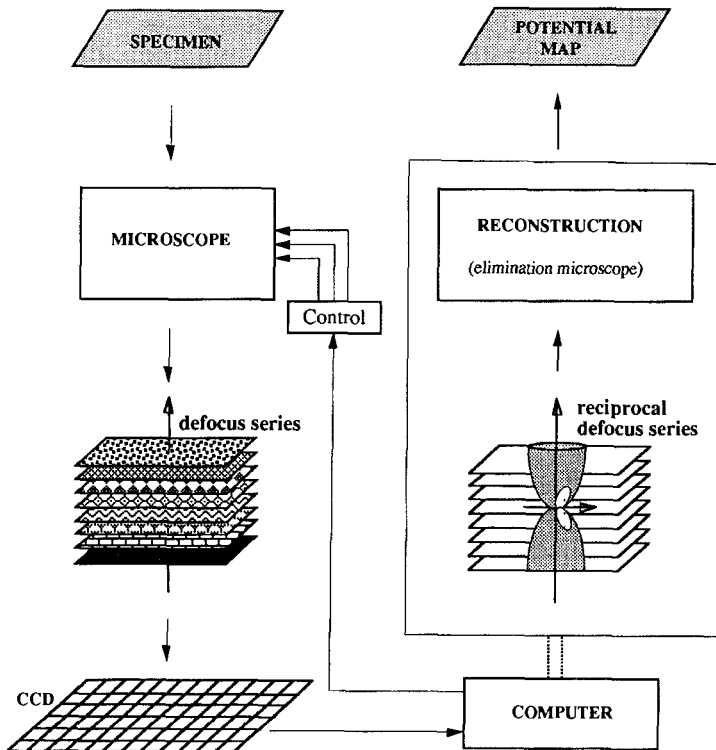 SPECIMEN
MICROSCOPE
Control
defocus series
CCD
POTENTIAL
MAP
RECONSTRUCTION
(elimination microscope)
reciprocal
defocus series
COMPUTER